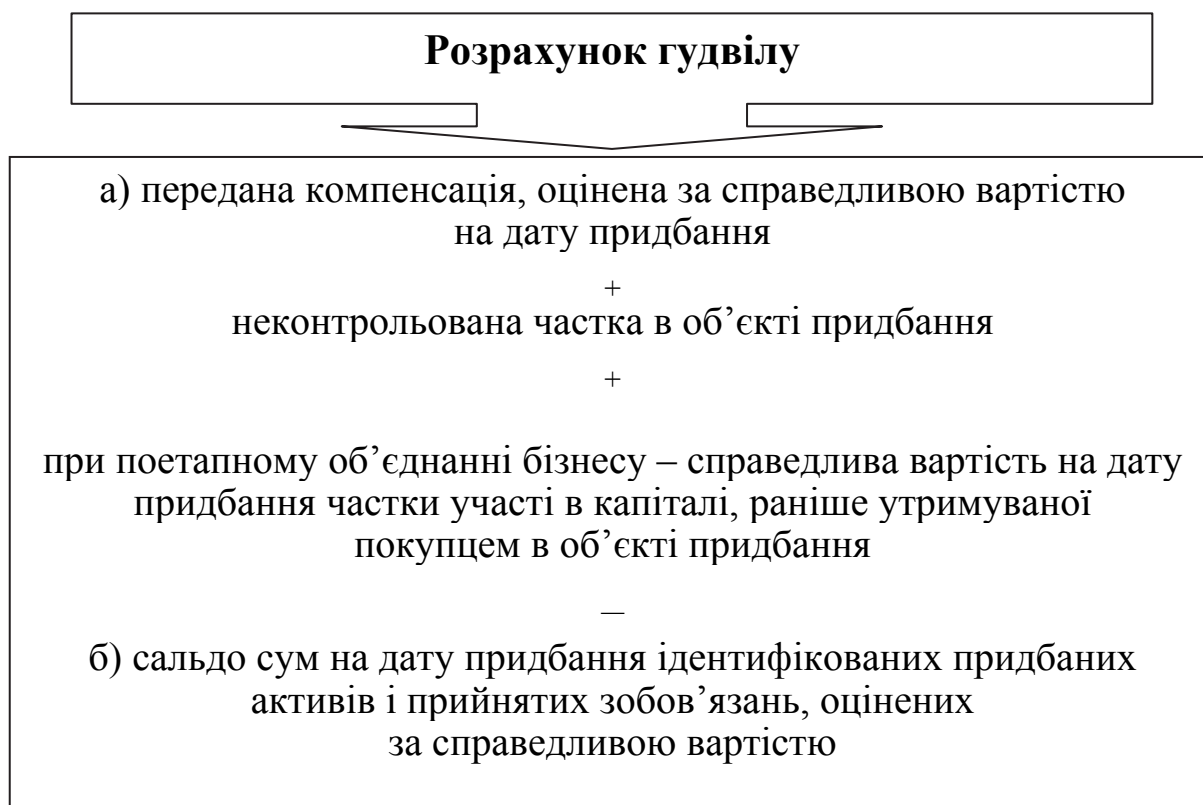 Розрахунок гудвілу
а) передана компенсація, оцінена за справедливою вартістю
на дату придбання
+
неконтрольована частка в об’єкті придбання
+
при поетапному об’єднанні бізнесу – справедлива вартість на дату
придбання частки участі в капіталі, раніше утримуваної
покупцем в об’єкті придбання
—
б) сальдо сум на дату придбання ідентифікованих придбаних
активів і прийнятих зобов’язань, оцінених
за справедливою вартістю